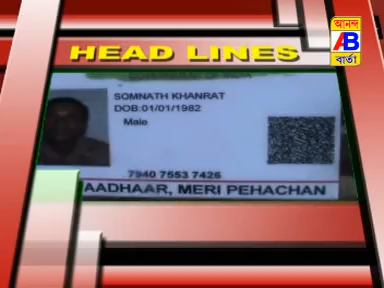 আনন্দ
AB
বার্তা
HEAD LINES
SOMNATH KHANRAT
DOB:01/01/1982
Male
7940 7553 7426
AADHAAR, MERI PEHACHAN